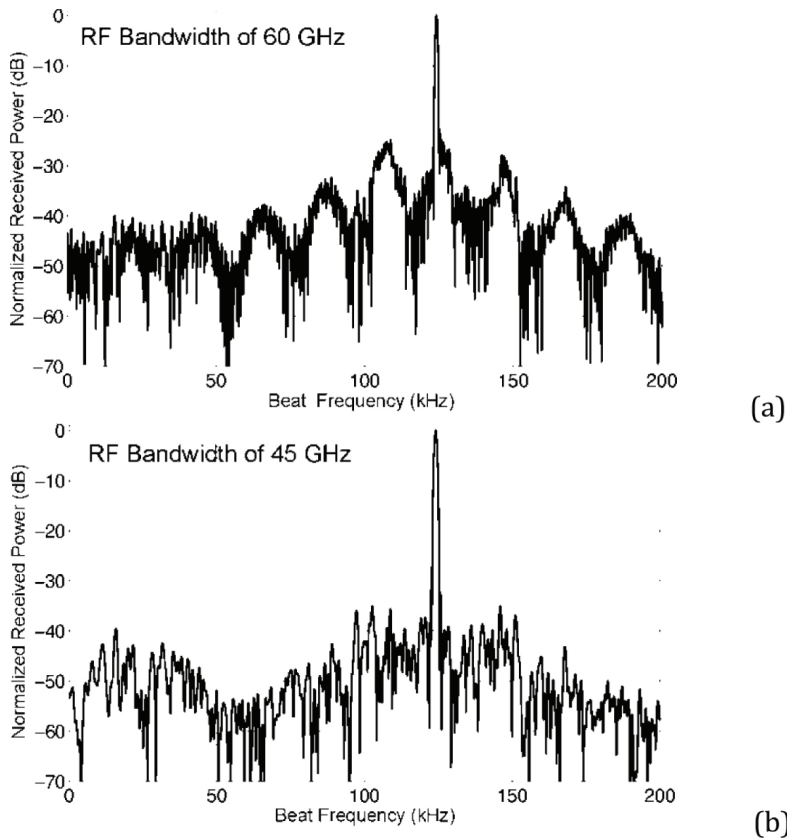 RF Bandwidth of 60 GHz
Normalized Received Power (dB)
0
−10
−20
−30
−40
−50
−60
−70
0 50 100 150 200
Beat Frequency (kHz)
(a)
RF Bandwidth of 45 GHz
Normalized Received Power (dB)
0
−10
−20
−30
−40
−50
−60
−70
0 50 100 150 200
Beat Frequency (kHz)
(b)